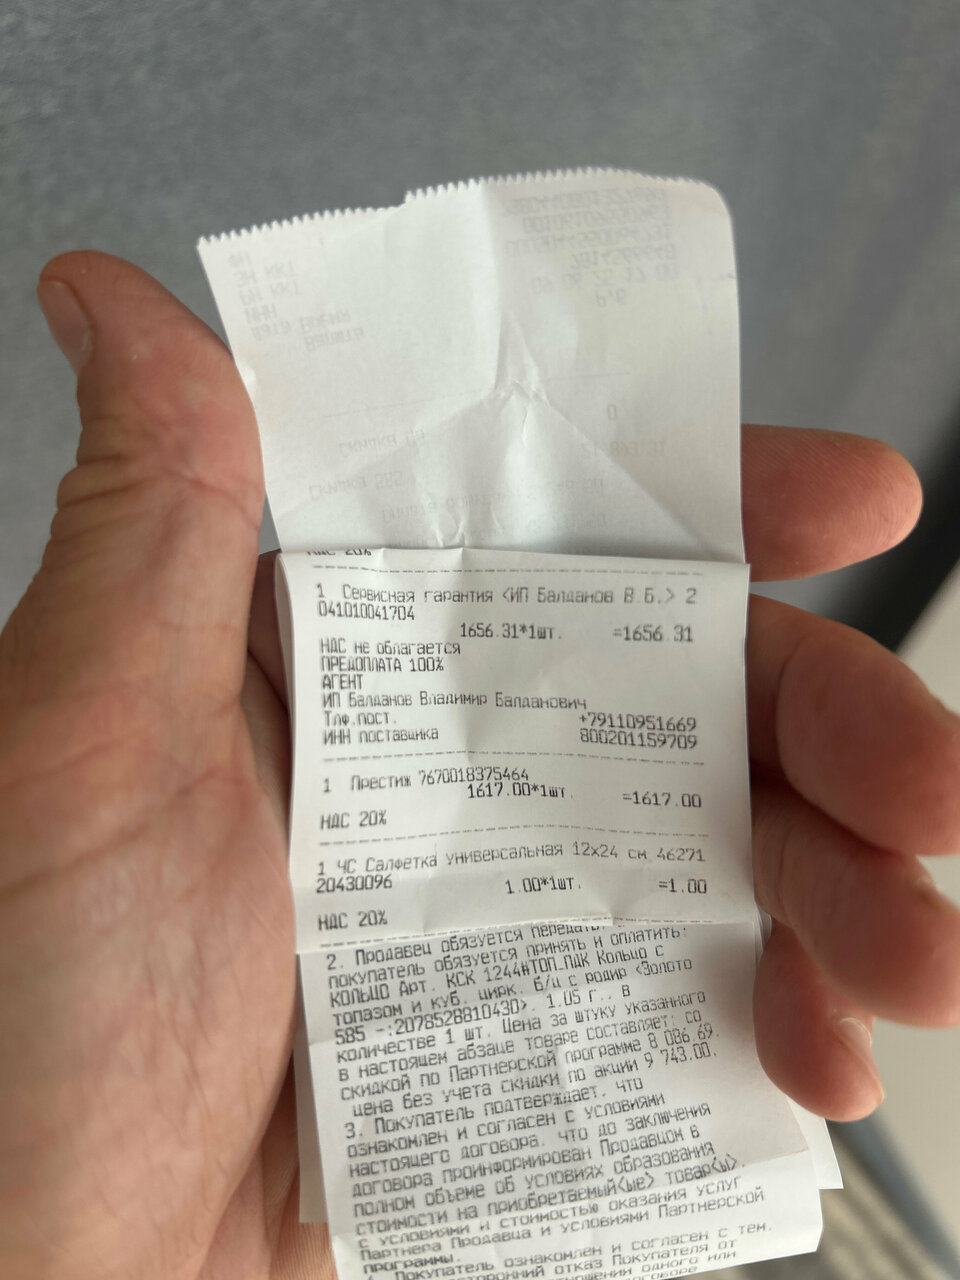 НДС 20%
1 Сервисная гарантия <ИП Балданов В.Б.> 2
041010041704
1656.31*1шт. =1656.31
НДС не облагается
ПРЕДОПЛАТА 100%
АГЕНТ
ИП Балданов Владимир Балданович
Тлф.пост. +79110951669
ИНН поставщика 800201159709
1 Престиж 7670018375464
1617.00*1шт. =1617.00
НДС 20%
1 ЧС Салфетка универсальная 12x24 см 46271
20430096
1.00*1шт. =1.00
НДС 20%
2. Продавец обязуется передать,
покупатель обязуется принять и оплатить:
КОЛЬЦО Арт. КСК 1244#ТОП_ПДК Кольцо с
топазом и куб. цирк. б/ц с родир <Золото
585 -:2078528810430>. 1.05 г., в
количестве 1 шт. Цена за штуку указанного
в настоящем абзаце товаре составляет: со
скидкой по Партнерской программе 8 086.69.
цена без учета скидки по акции 9 743.00.
3. Покупатель подтверждает, что
ознакомлен и согласен с условиями
настоящего договора, что до заключения
договора проинформирован Продавцом в
полном объеме об условиях образования
стоимости на приобретаемый(ые) товар(ы),
с условиями и стоимостью оказания услуг
Партнера Продавца и условиями Партнерской
программы.
Покупатель ознакомлен и согласен с тем,
отказ Покупателя от
одного или
договоре